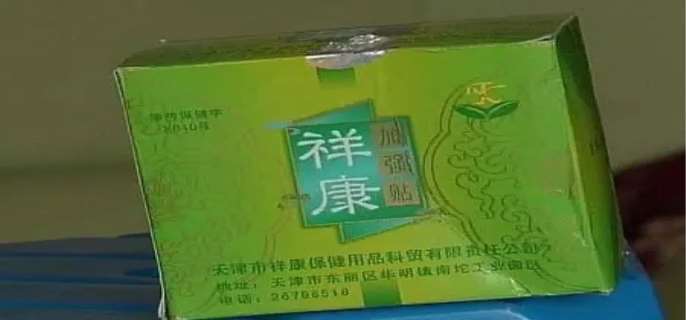 祥康
加强贴
天津市祥康保健用品科贸有限责任公司
地址：天津市东丽区华明镇南坨工业园区
电话：26786518